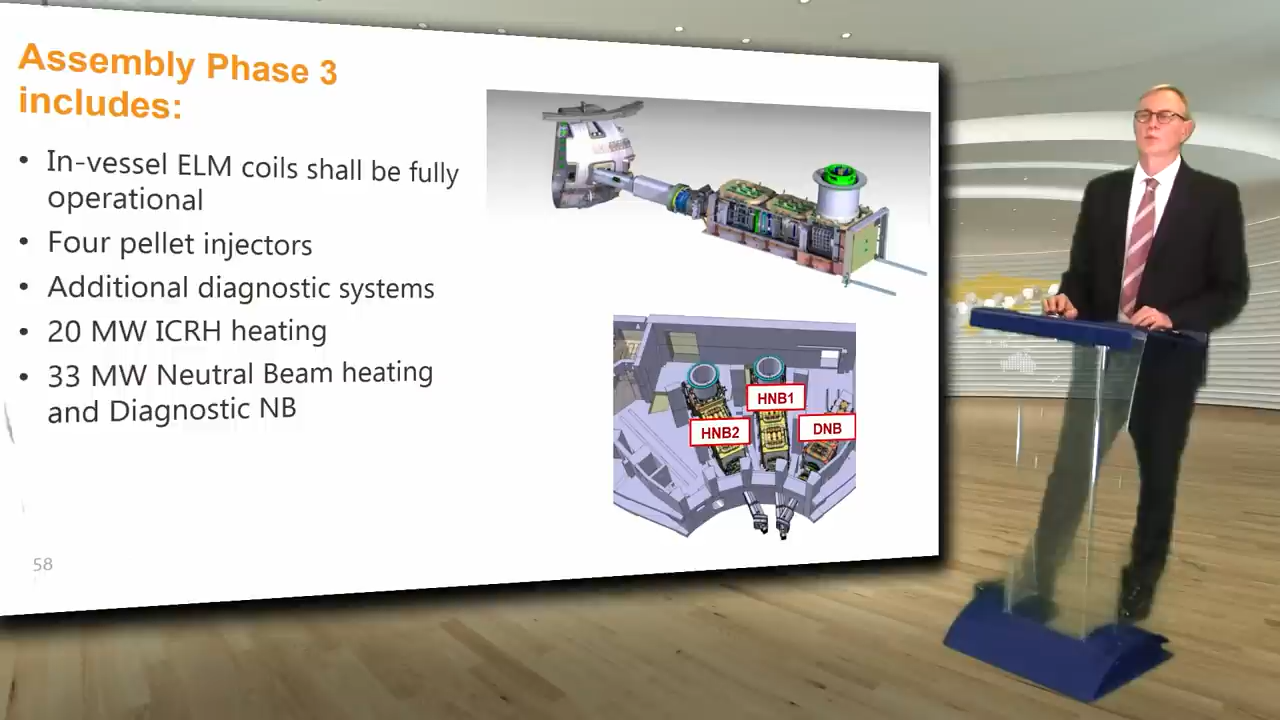 Assembly Phase 3
includes:
• In-vessel ELM coils shall be fully
operational
• Four pellet injectors
• Additional diagnostic systems
• 20 MW ICRH heating
• 33 MW Neutral Beam heating
and Diagnostic NB
HNB1
HNB2
DNB
58